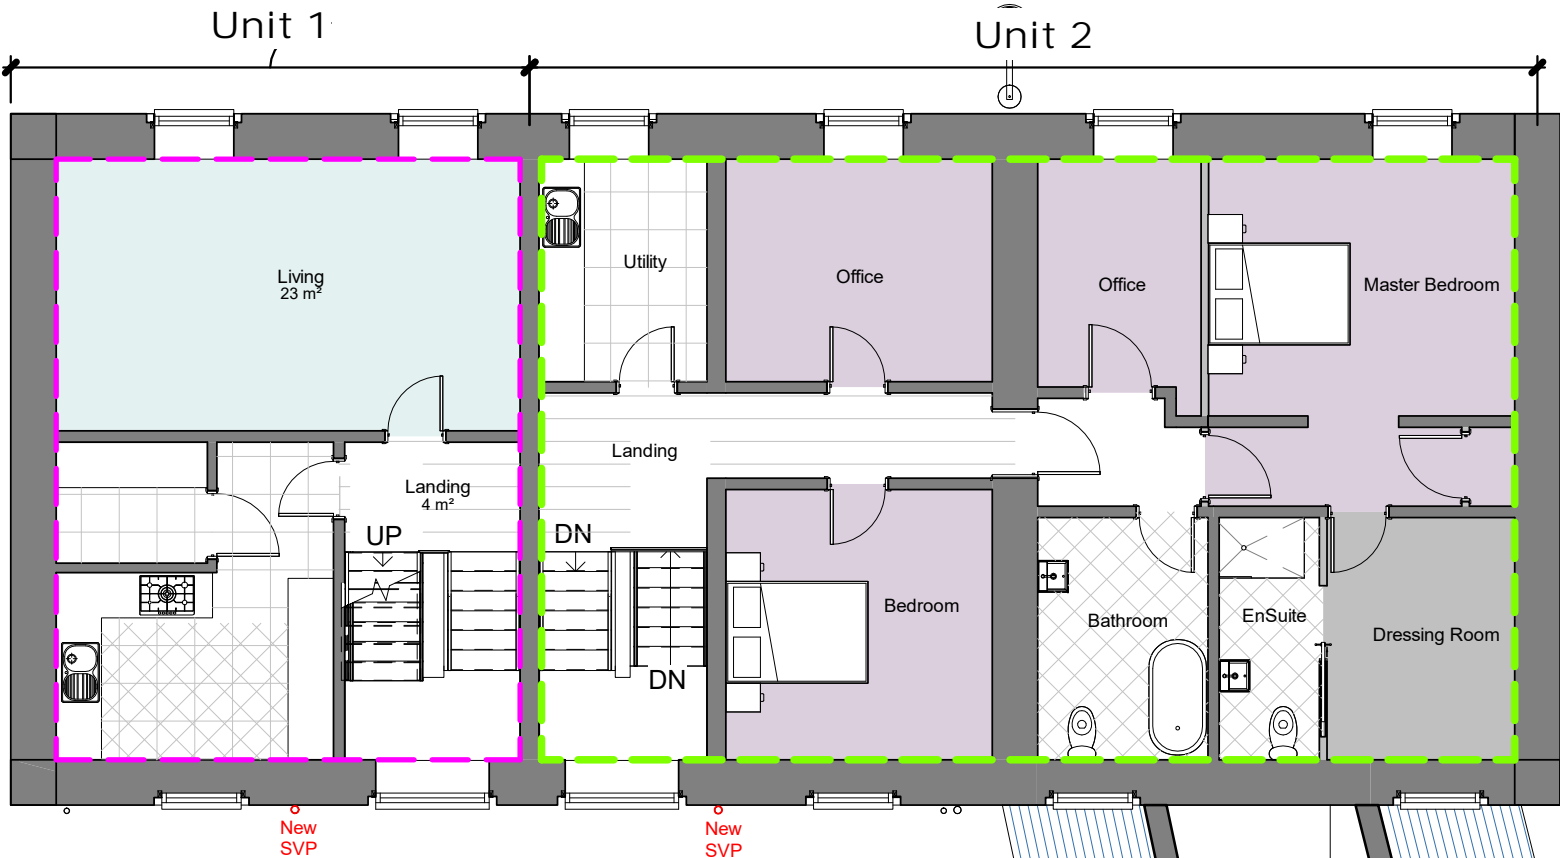 Unit 1
Unit 2
Living
23 m²
Utility
Office
Office
Master Bedroom
Landing
Landing
4 m²
UP
DN
DN
Bedroom
Bathroom
EnSuite
Dressing Room
New
SVP
New
SVP